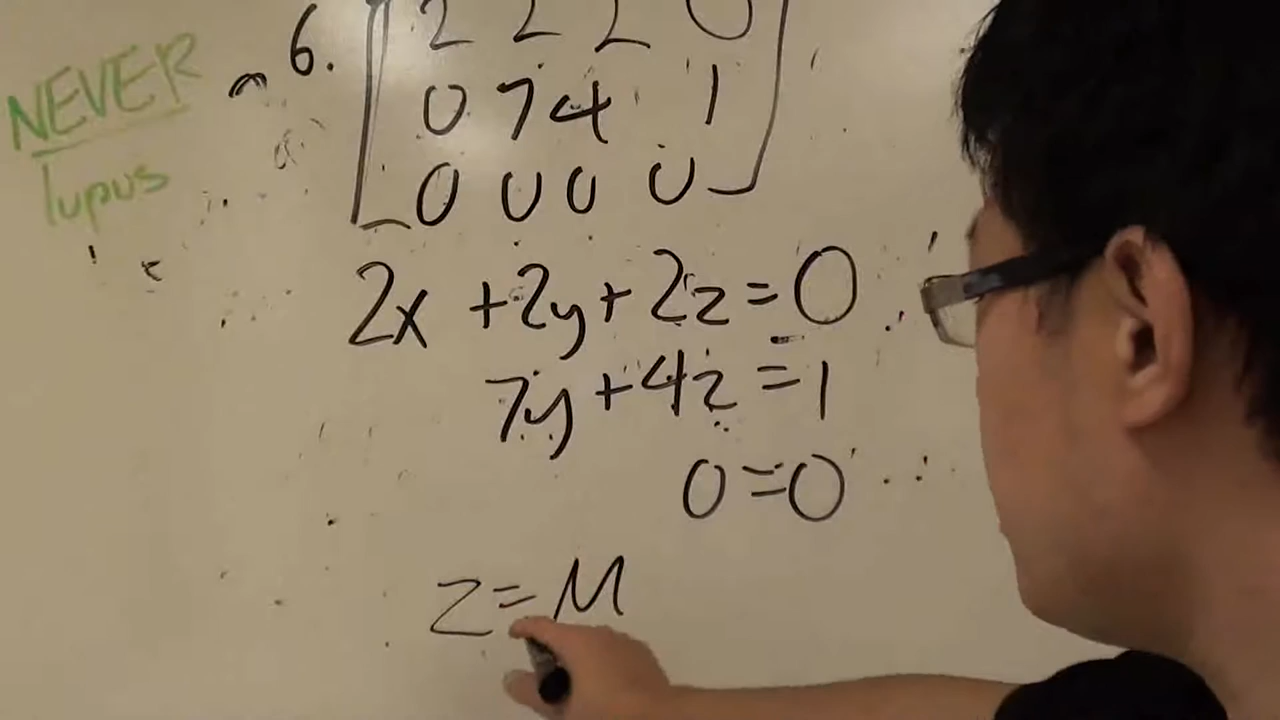 NEVER
lupus
6.
2 2 2 0
0 7 4 1
0 0 0 0
2x +2y+2z=0
7y+4z=1
0=0
z=M